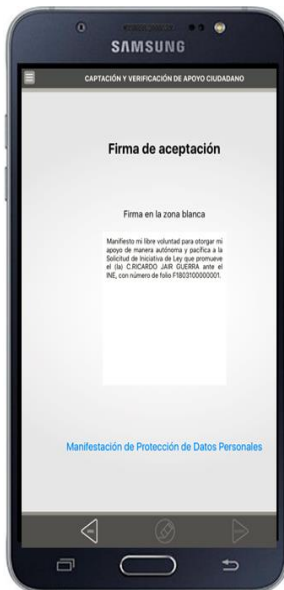 SAMSUNG
CAPTACIÓN Y VERIFICACIÓN DE APOYO CIUDADANO
Firma de aceptación
Firma en la zona blanca
Manifiesto mi libre voluntad para otorgar mi
apoyo de manera autónoma y pacífica a la
Solicitud de Iniciativa de Ley que promueve
el (la) C.RICARDO JAIR GUERRA ante el
INE, con número de folio F1803100000001.
Manifestación de Protección de Datos Personales